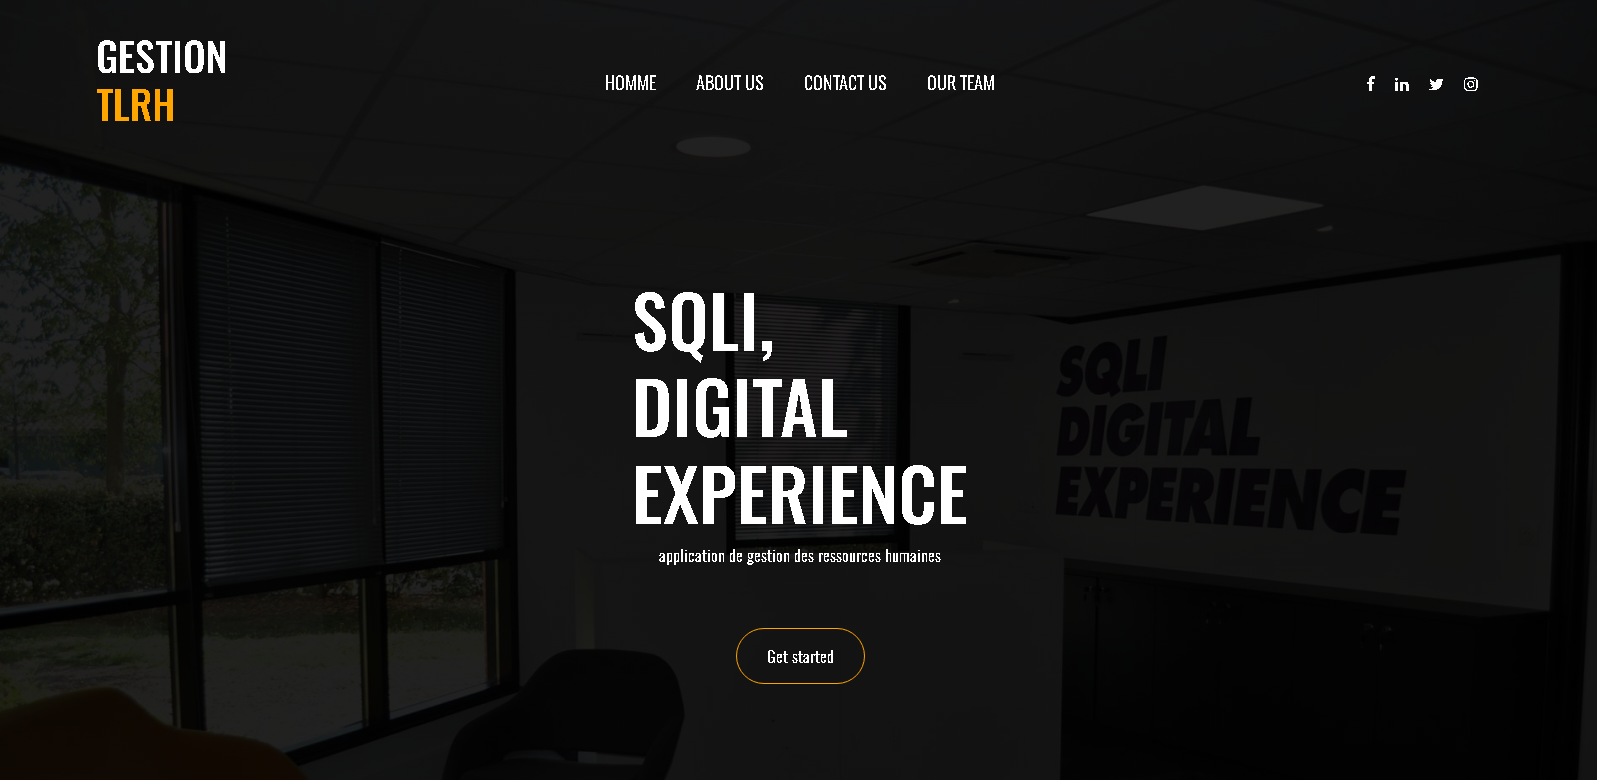 GESTION
TLRH
HOMME ABOUT US CONTACT US OUR TEAM
SQLI,
DIGITAL
EXPERIENCE
application de gestion des ressources humaines
Get started
SQLI
DIGITAL
EXPERIENCE